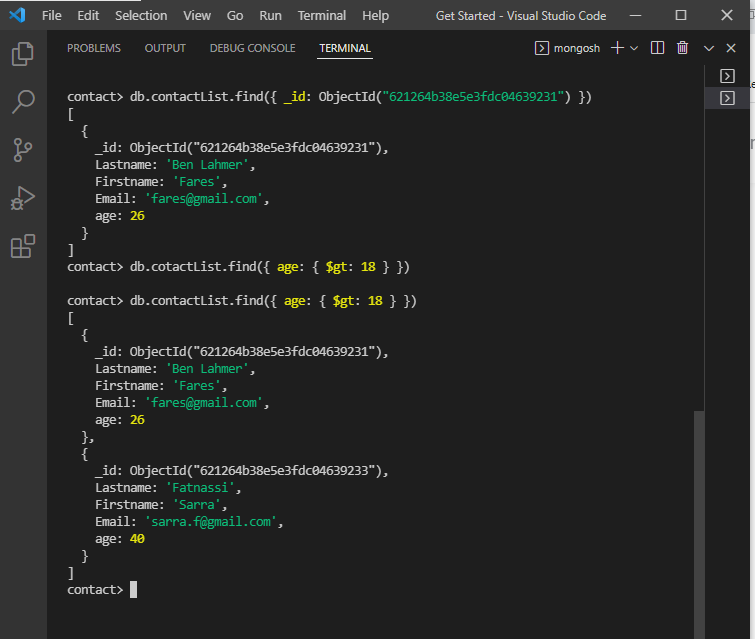 File Edit Selection View Go Run Terminal Help Get Started - Visual Studio Code
PROBLEMS OUTPUT DEBUG CONSOLE TERMINAL mongosh
contact> db.contactList.find({ _id: ObjectId("621264b38e5e3fdc04639231") })
[
  {
    _id: ObjectId("621264b38e5e3fdc04639231"),
    Lastname: 'Ben Lahmer',
    Firstname: 'Fares',
    Email: 'fares@gmail.com',
    age: 26
  }
]
contact> db.cotactList.find({ age: { $gt: 18 } })
contact> db.contactList.find({ age: { $gt: 18 } })
[
  {
    _id: ObjectId("621264b38e5e3fdc04639231"),
    Lastname: 'Ben Lahmer',
    Firstname: 'Fares',
    Email: 'fares@gmail.com',
    age: 26
  },
  {
    _id: ObjectId("621264b38e5e3fdc04639233"),
    Lastname: 'Fatnassi',
    Firstname: 'Sarra',
    Email: 'sarra.f@gmail.com',
    age: 40
  }
]
contact>